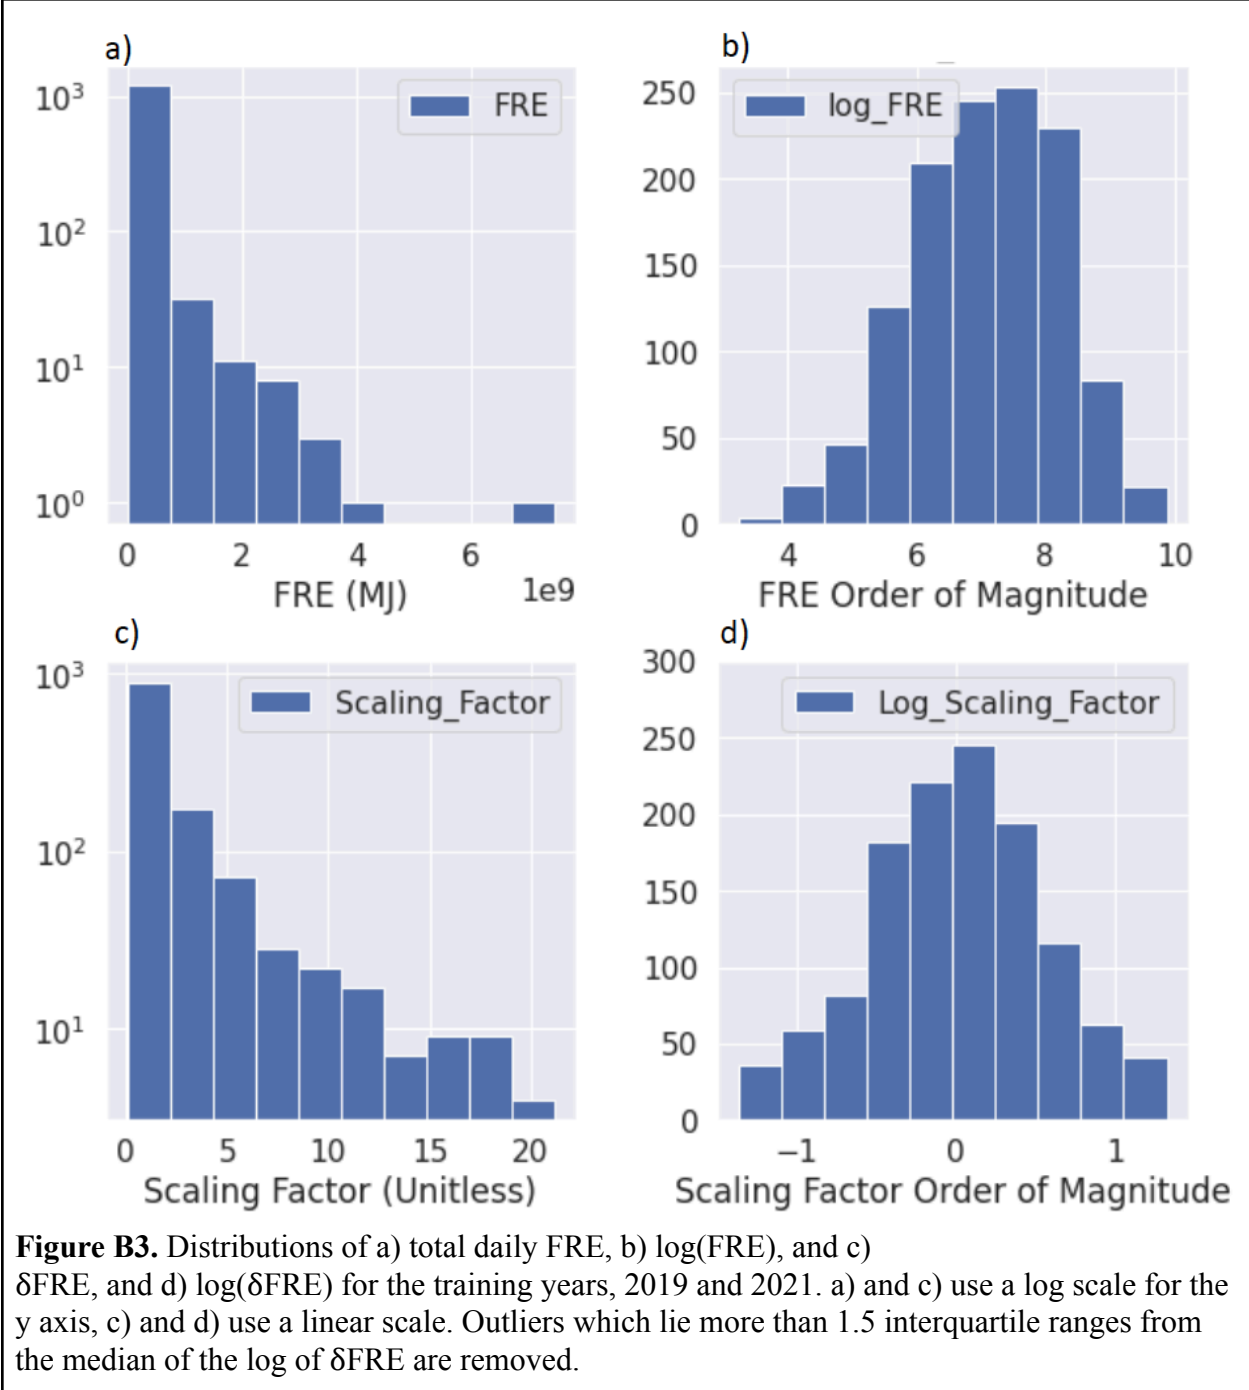 a)
b)
10³
10²
10¹
10⁰
FRE
0 2 4 6
1e9
FRE (MJ)
250
200
150
100
50
0
log_FRE
4 6 8 10
FRE Order of Magnitude
c)
d)
10³
10²
10¹
Scaling_Factor
0 5 10 15 20
Scaling Factor (Unitless)
300
250
200
150
100
50
0
Log_Scaling_Factor
−1 0 1
Scaling Factor Order of Magnitude
Figure B3. Distributions of a) total daily FRE, b) log(FRE), and c)
δFRE, and d) log(δFRE) for the training years, 2019 and 2021. a) and c) use a log scale for the
y axis, c) and d) use a linear scale. Outliers which lie more than 1.5 interquartile ranges from
the median of the log of δFRE are removed.